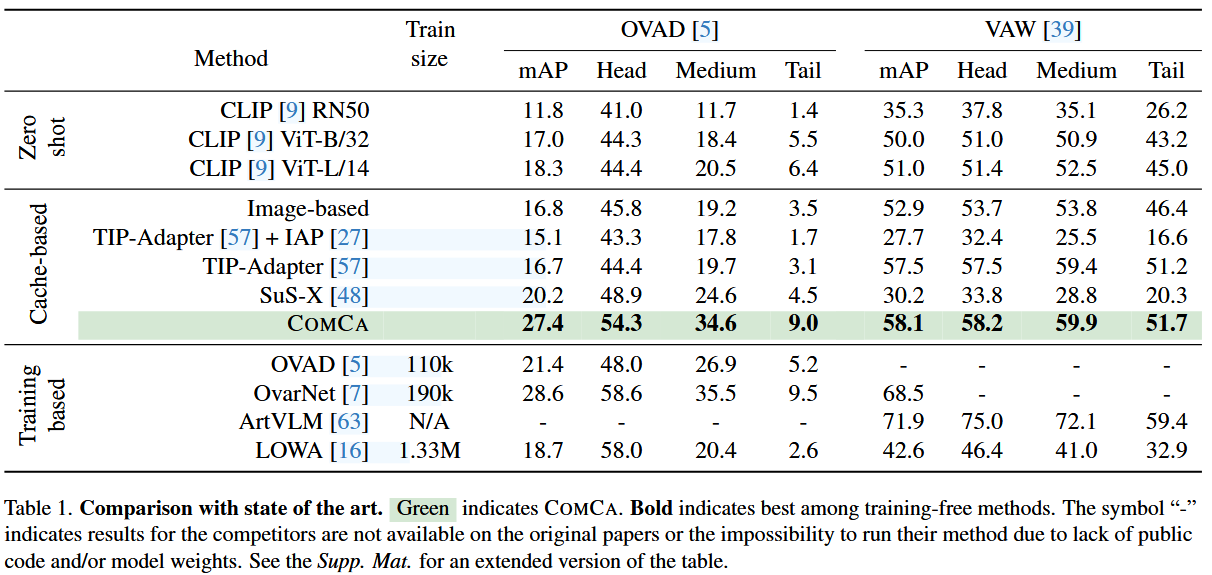 Method Train size OVAD [5] VAW [39]
mAP Head Medium Tail mAP Head Medium Tail
Zero shot
CLIP [9] RN50 11.8 41.0 11.7 1.4 35.3 37.8 35.1 26.2
CLIP [9] ViT-B/32 17.0 44.3 18.4 5.5 50.0 51.0 50.9 43.2
CLIP [9] ViT-L/14 18.3 44.4 20.5 6.4 51.0 51.4 52.5 45.0
Cache-based
Image-based 16.8 45.8 19.2 3.5 52.9 53.7 53.8 46.4
TIP-Adapter [57] + IAP [27] 15.1 43.3 17.8 1.7 27.7 32.4 25.5 16.6
TIP-Adapter [57] 16.7 44.4 19.7 3.1 57.5 57.5 59.4 51.2
SuS-X [48] 20.2 48.9 24.6 4.5 30.2 33.8 28.8 20.3
COMCA 27.4 54.3 34.6 9.0 58.1 58.2 59.9 51.7
Training based
OVAD [5] 110k 21.4 48.0 26.9 5.2 - - - -
OvarNet [7] 190k 28.6 58.6 35.5 9.5 68.5 - - -
ArtVLM [63] N/A - - - - 71.9 75.0 72.1 59.4
LOWA [16] 1.33M 18.7 58.0 20.4 2.6 42.6 46.4 41.0 32.9
Table 1. Comparison with state of the art. Green indicates COMCA. Bold indicates best among training-free methods. The symbol “-”
indicates results for the competitors are not available on the original papers or the impossibility to run their method due to lack of public
code and/or model weights. See the Supp. Mat. for an extended version of the table.